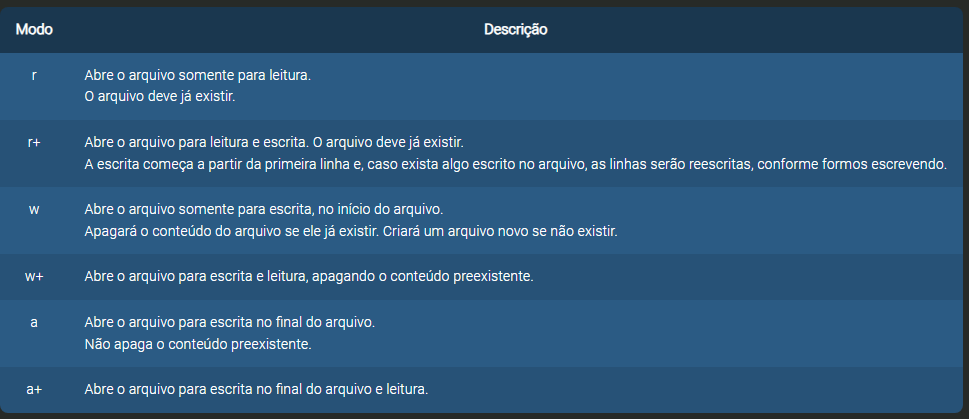 Modo Descrição
r Abre o arquivo somente para leitura.
O arquivo deve já existir.
r+ Abre o arquivo para leitura e escrita. O arquivo deve já existir.
A escrita começa a partir da primeira linha e, caso exista algo escrito no arquivo, as linhas serão reescritas, conforme formos escrevendo.
w Abre o arquivo somente para escrita, no início do arquivo.
Apagará o conteúdo do arquivo se ele já existir. Criará um arquivo novo se não existir.
w+ Abre o arquivo para escrita e leitura, apagando o conteúdo preexistente.
a Abre o arquivo para escrita no final do arquivo.
Não apaga o conteúdo preexistente.
a+ Abre o arquivo para escrita no final do arquivo e leitura.